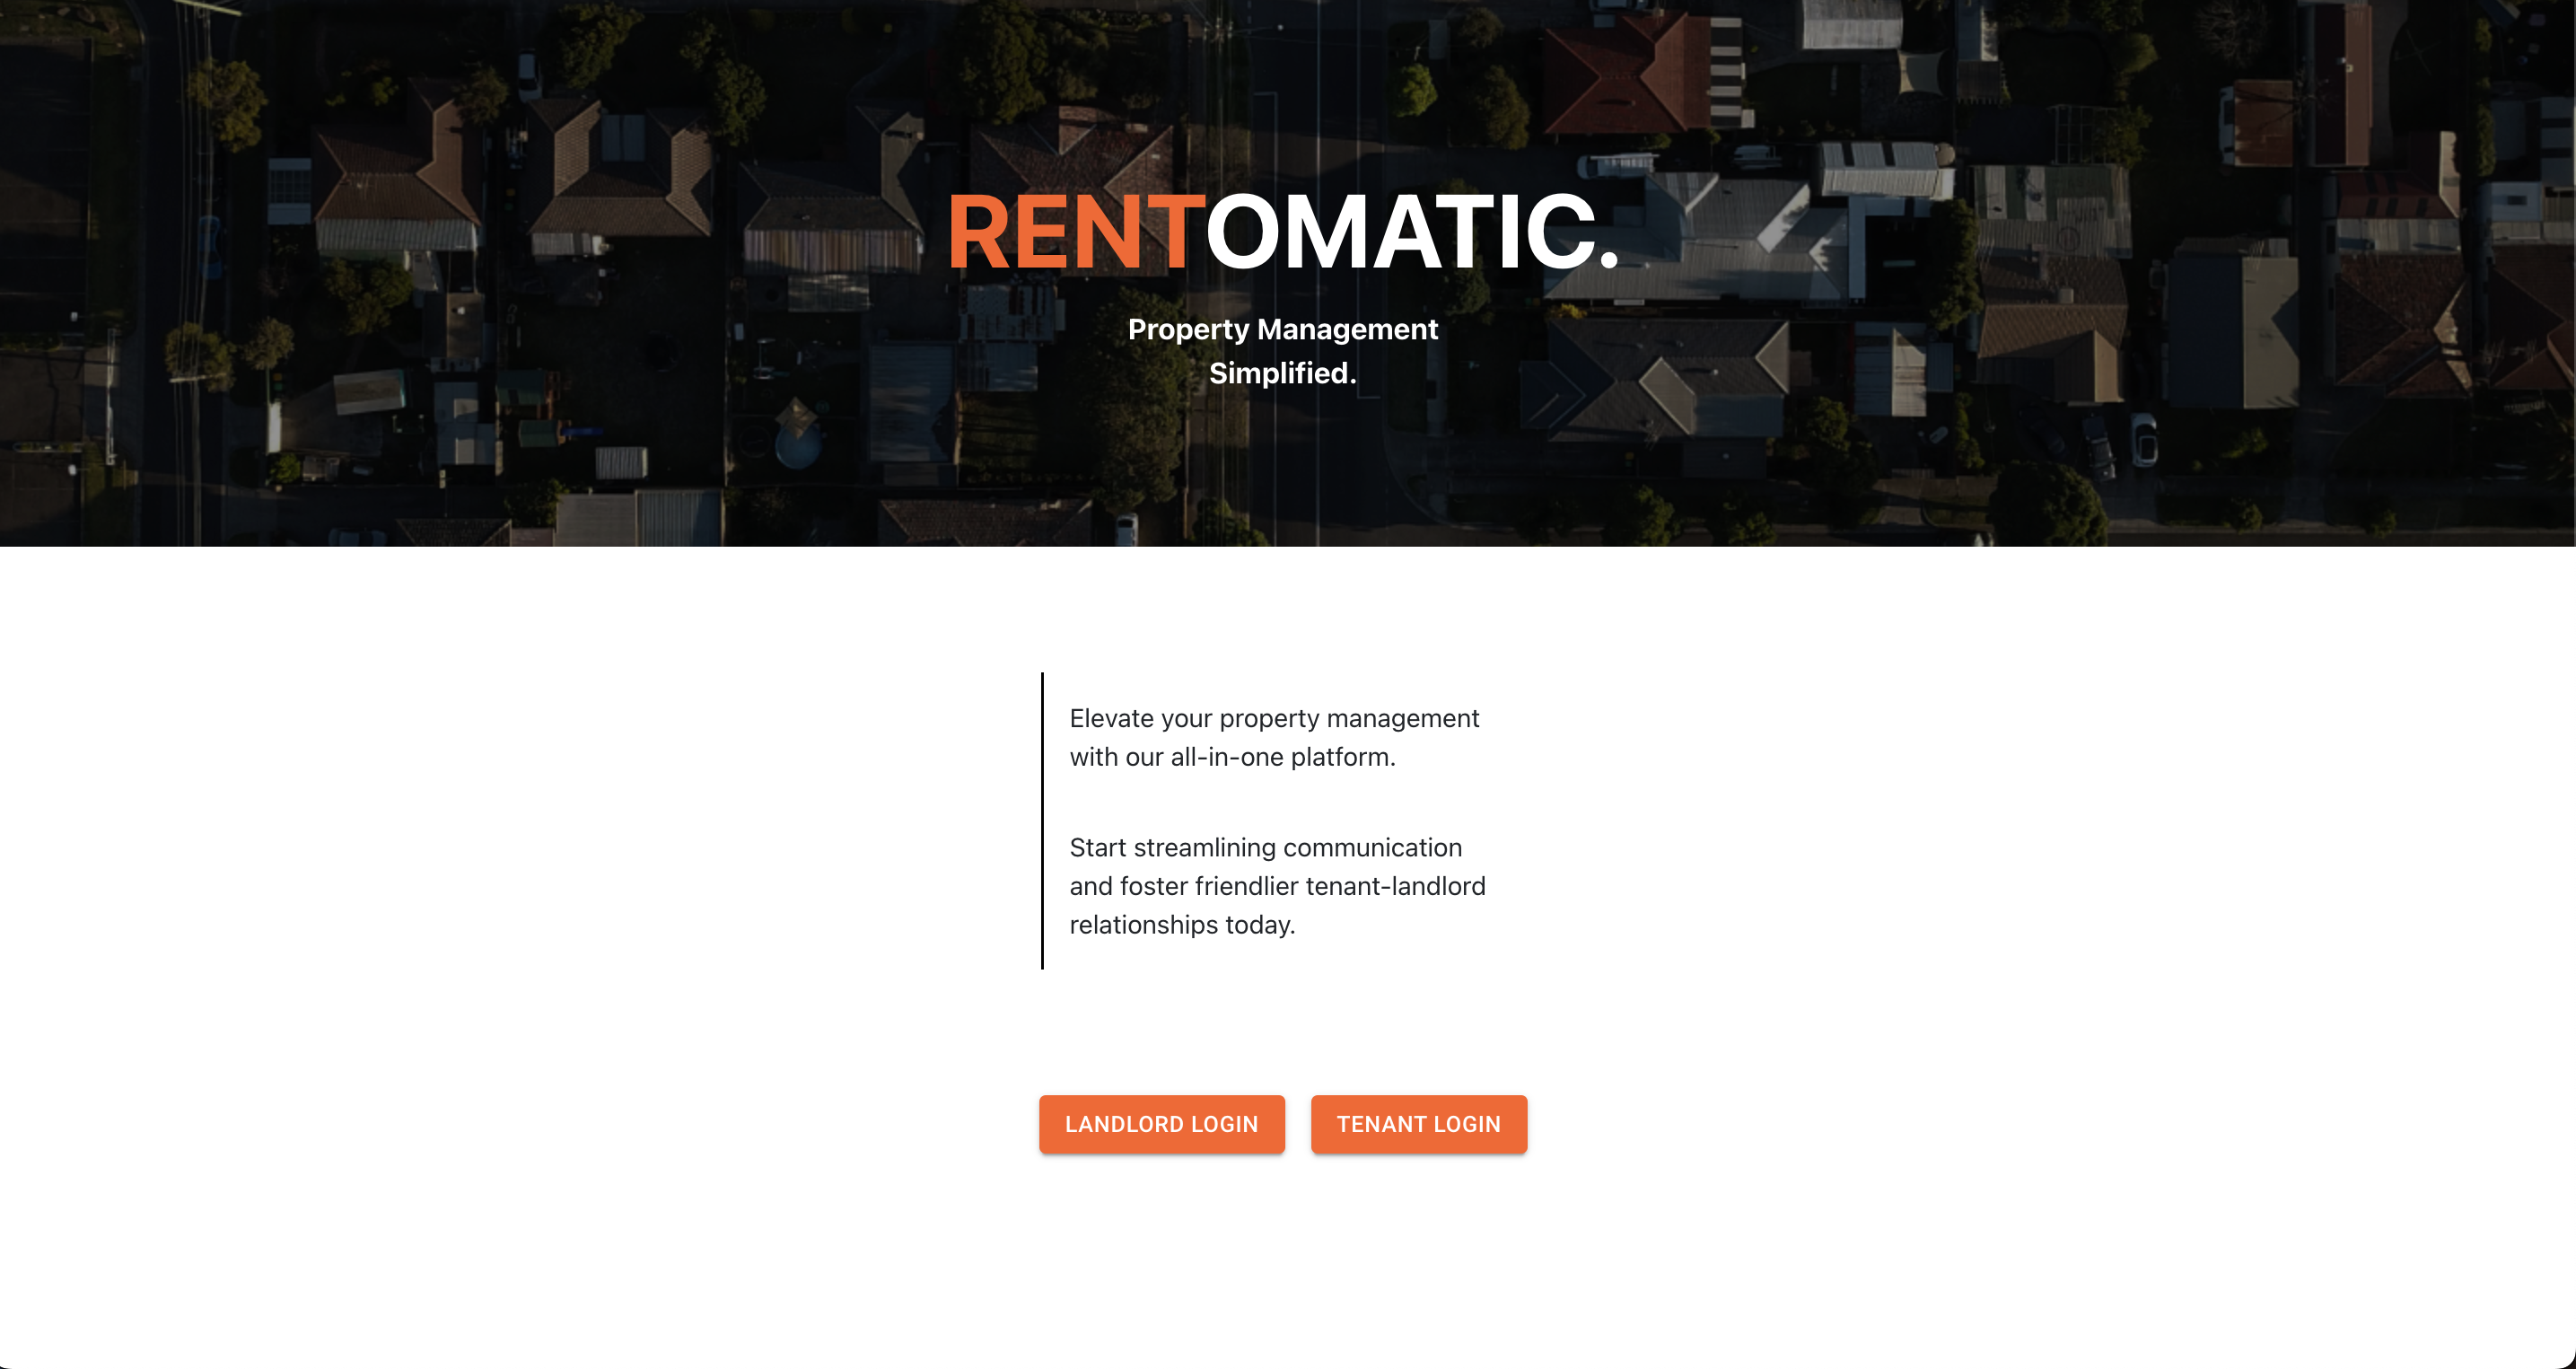 RENTOMATIC.
Property Management
Simplified.
Elevate your property management
with our all-in-one platform.
Start streamlining communication
and foster friendlier tenant-landlord
relationships today.
LANDLORD LOGIN
TENANT LOGIN